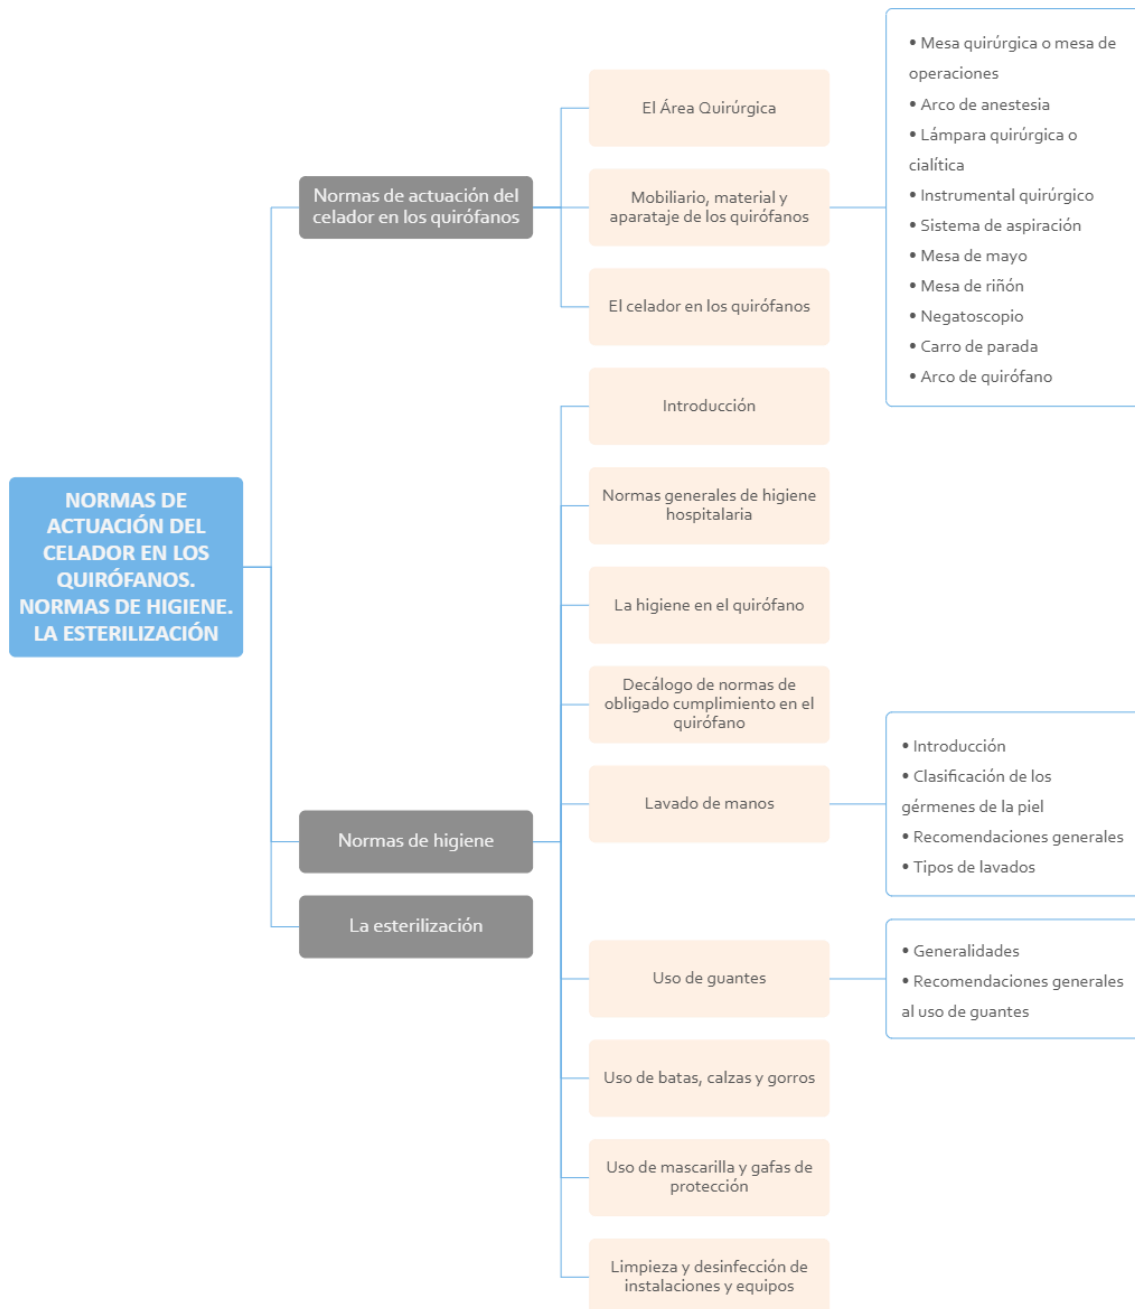 NORMAS DE
ACTUACIÓN DEL
CELADOR EN LOS
QUIRÓFANOS.
NORMAS DE HIGIENE.
LA ESTERILIZACIÓN
Normas de actuación del
celador en los quirófanos
El Área Quirúrgica
Mobiliario, material y
aparataje de los quirófanos
• Mesa quirúrgica o mesa de
operaciones
• Arco de anestesia
• Lámpara quirúrgica o
cialítica
• Instrumental quirúrgico
• Sistema de aspiración
• Mesa de mayo
• Mesa de riñón
• Negatoscopio
• Carro de parada
• Arco de quirófano
El celador en los quirófanos
Normas de higiene
Introducción
Normas generales de higiene
hospitalaria
La higiene en el quirófano
Decálogo de normas de
obligado cumplimiento en el
quirófano
Lavado de manos
• Introducción
• Clasificación de los
gérmenes de la piel
• Recomendaciones generales
• Tipos de lavados
Uso de guantes
• Generalidades
• Recomendaciones generales
al uso de guantes
Uso de batas, calzas y gorros
Uso de mascarilla y gafas de
protección
Limpieza y desinfección de
instalaciones y equipos
La esterilización